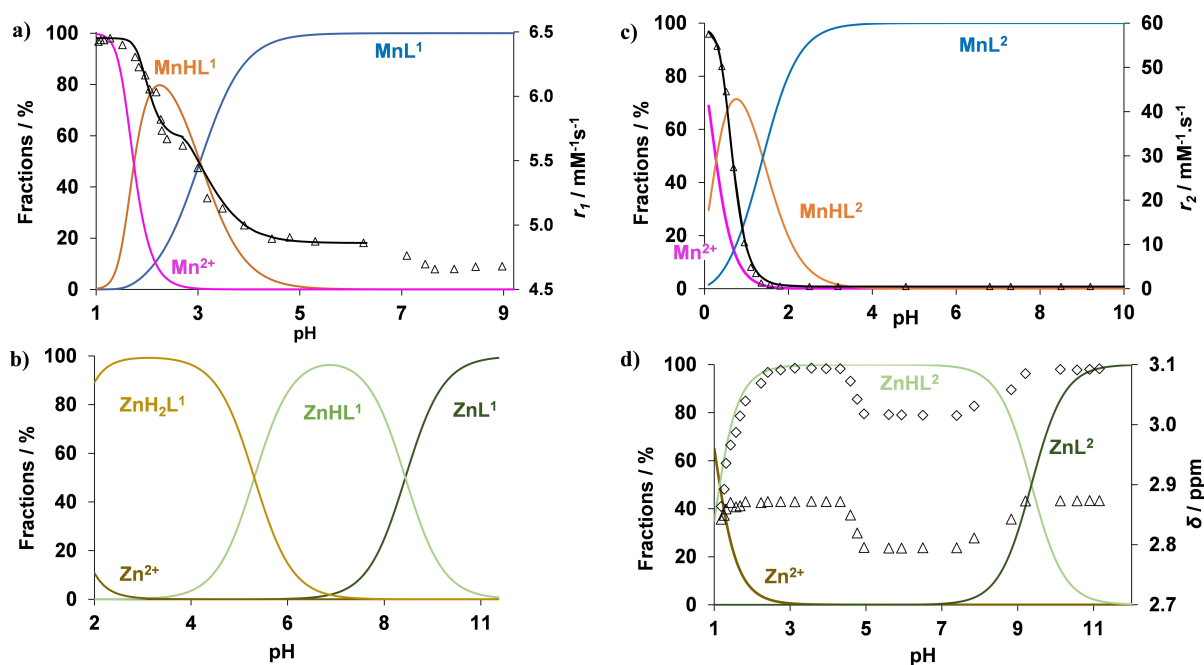 a)
100
80
60
40
20
0
Fractions / %
1
3
5
7
9
pH
6.5
6.0
5.5
5.0
4.5
r₁ / mM⁻¹s⁻¹
MnL¹
MnHL¹
Mn²⁺
c)
100
80
60
40
20
0
Fractions / %
0
2
4
6
8
10
pH
60
50
40
30
20
10
0
r₂ / mM⁻¹.s⁻¹
MnL²
MnHL²
Mn²⁺
b)
100
80
60
40
20
0
Fractions / %
2
4
6
8
11
pH
ZnH₂L¹
ZnHL¹
ZnL¹
Zn²⁺
d)
100
80
60
40
20
0
Fractions / %
1
3
5
7
9
11
pH
3.1
3.0
2.9
2.8
2.7
δ / ppm
ZnHL²
ZnL²
Zn²⁺